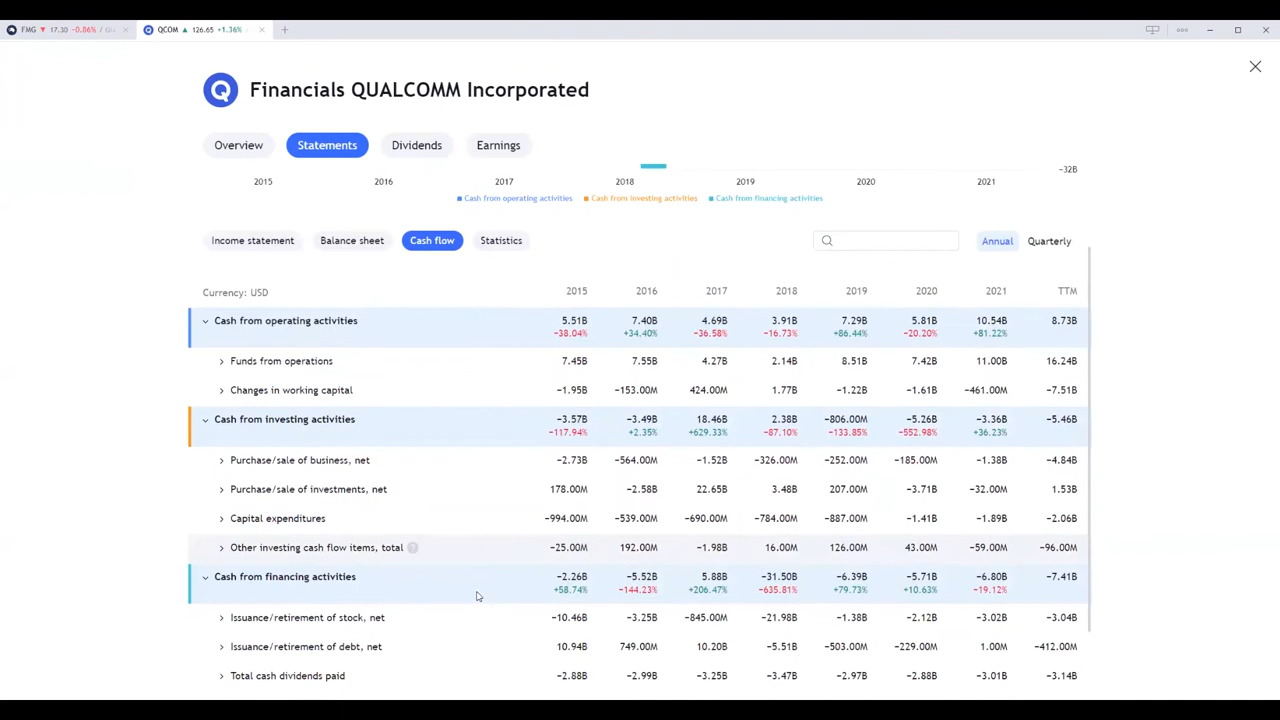 FMG ▼ 17.30 −0.86% /
QCOM ▲ 126.65 +1.36%
Financials QUALCOMM Incorporated
Overview Statements Dividends Earnings
−32B
2015 2016 2017 2018 2019 2020 2021
Cash from operating activities Cash from investing activities Cash from financing activities
Income statement Balance sheet Cash flow Statistics Annual Quarterly
Currency: USD 2015 2016 2017 2018 2019 2020 2021 TTM
Cash from operating activities 5.51B 7.40B 4.69B 3.91B 7.29B 5.81B 10.54B 8.73B
−38.04% +34.40% −36.58% −16.73% +86.44% −20.20% +81.22%
Funds from operations 7.45B 7.55B 4.27B 2.14B 8.51B 7.42B 11.00B 16.24B
Changes in working capital −1.95B −153.00M 424.00M 1.77B −1.22B −1.61B −461.00M −7.51B
Cash from investing activities −3.57B −3.49B 18.46B 2.38B −806.00M −5.26B −3.36B −5.46B
−117.94% +2.35% +629.33% −87.10% −133.85% −552.98% +36.23%
Purchase/sale of business, net −2.73B −564.00M −1.52B −326.00M −252.00M −185.00M −1.38B −4.84B
Purchase/sale of investments, net 178.00M −2.58B 22.65B 3.48B 207.00M −3.71B −32.00M 1.53B
Capital expenditures −994.00M −539.00M −690.00M −784.00M −887.00M −1.41B −1.89B −2.06B
Other investing cash flow items, total ? −25.00M 192.00M −1.98B 16.00M 126.00M 43.00M −59.00M −96.00M
Cash from financing activities −2.26B −5.52B 5.88B −31.50B −6.39B −5.71B −6.80B −7.41B
+58.74% −144.23% +206.47% −635.81% +79.73% +10.63% −19.12%
Issuance/retirement of stock, net −10.46B −3.25B −845.00M −21.98B −1.38B −2.12B −3.02B −3.04B
Issuance/retirement of debt, net 10.94B 749.00M 10.20B −5.51B −503.00M −229.00M 1.00M −412.00M
Total cash dividends paid −2.88B −2.99B −3.25B −3.47B −2.97B −2.88B −3.01B −3.14B